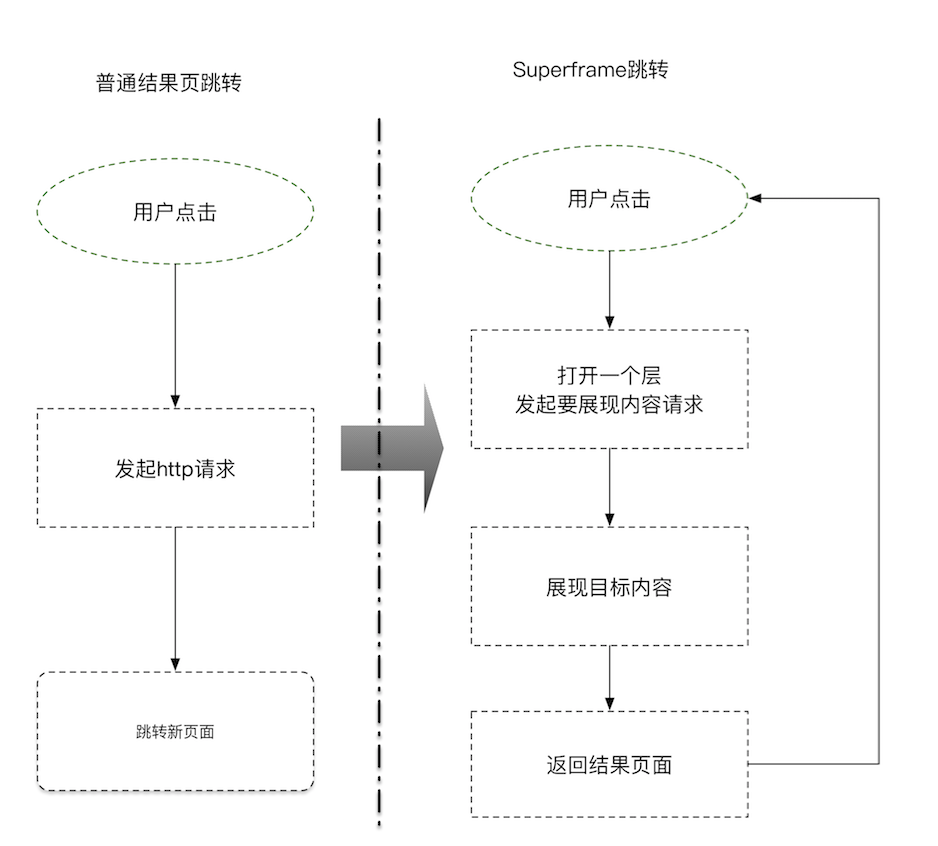 普通结果页跳转
用户点击
发起http请求
跳转新页面
Superframe跳转
用户点击
打开一个层
发起要展现内容请求
展现目标内容
返回结果页面